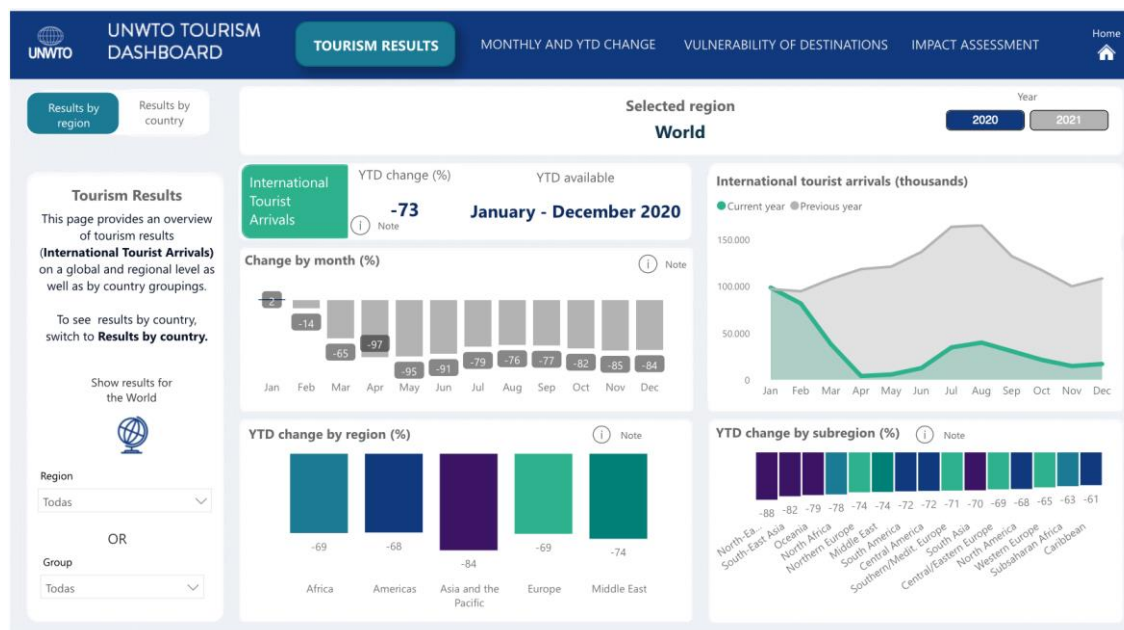 UNWTO
UNWTO TOURISM
DASHBOARD
TOURISM RESULTS
MONTHLY AND YTD CHANGE
VULNERABILITY OF DESTINATIONS
IMPACT ASSESSMENT
Home
Results by
region
Results by
country
Selected region
World
Year
2020
2021
Tourism Results
This page provides an overview
of tourism results
(International Tourist Arrivals)
on a global and regional level as
well as by country groupings.
To see results by country,
switch to Results by country.
Show results for
the World
Region
Todas
OR
Group
Todas
International
Tourist
Arrivals
YTD change (%)
-73
i Note
YTD available
January - December 2020
Change by month (%)
i Note
2
-14
-65
-97
-95
-91
-79
-76
-77
-82
-85
-84
Jan Feb Mar Apr May Jun Jul Aug Sep Oct Nov Dec
International tourist arrivals (thousands)
Current year Previous year
150.000
100.000
50.000
0
Jan Feb Mar Apr May Jun Jul Aug Sep Oct Nov Dec
YTD change by region (%)
i Note
-69
-68
-84
-69
-74
Africa
Americas
Asia and the
Pacific
Europe
Middle East
YTD change by subregion (%)
i Note
-88 -82 -79 -78 -74 -74 -72 -72 -71 -70 -69 -68 -65 -63 -61
North-Ea...
South-East Asia
Oceania
North Africa
Northern Europe
Middle East
South America
Central America
Southern/Medit. Europe
South Asia
Central/Eastern Europe
North America
Western Europe
Subsaharan Africa
Caribbean